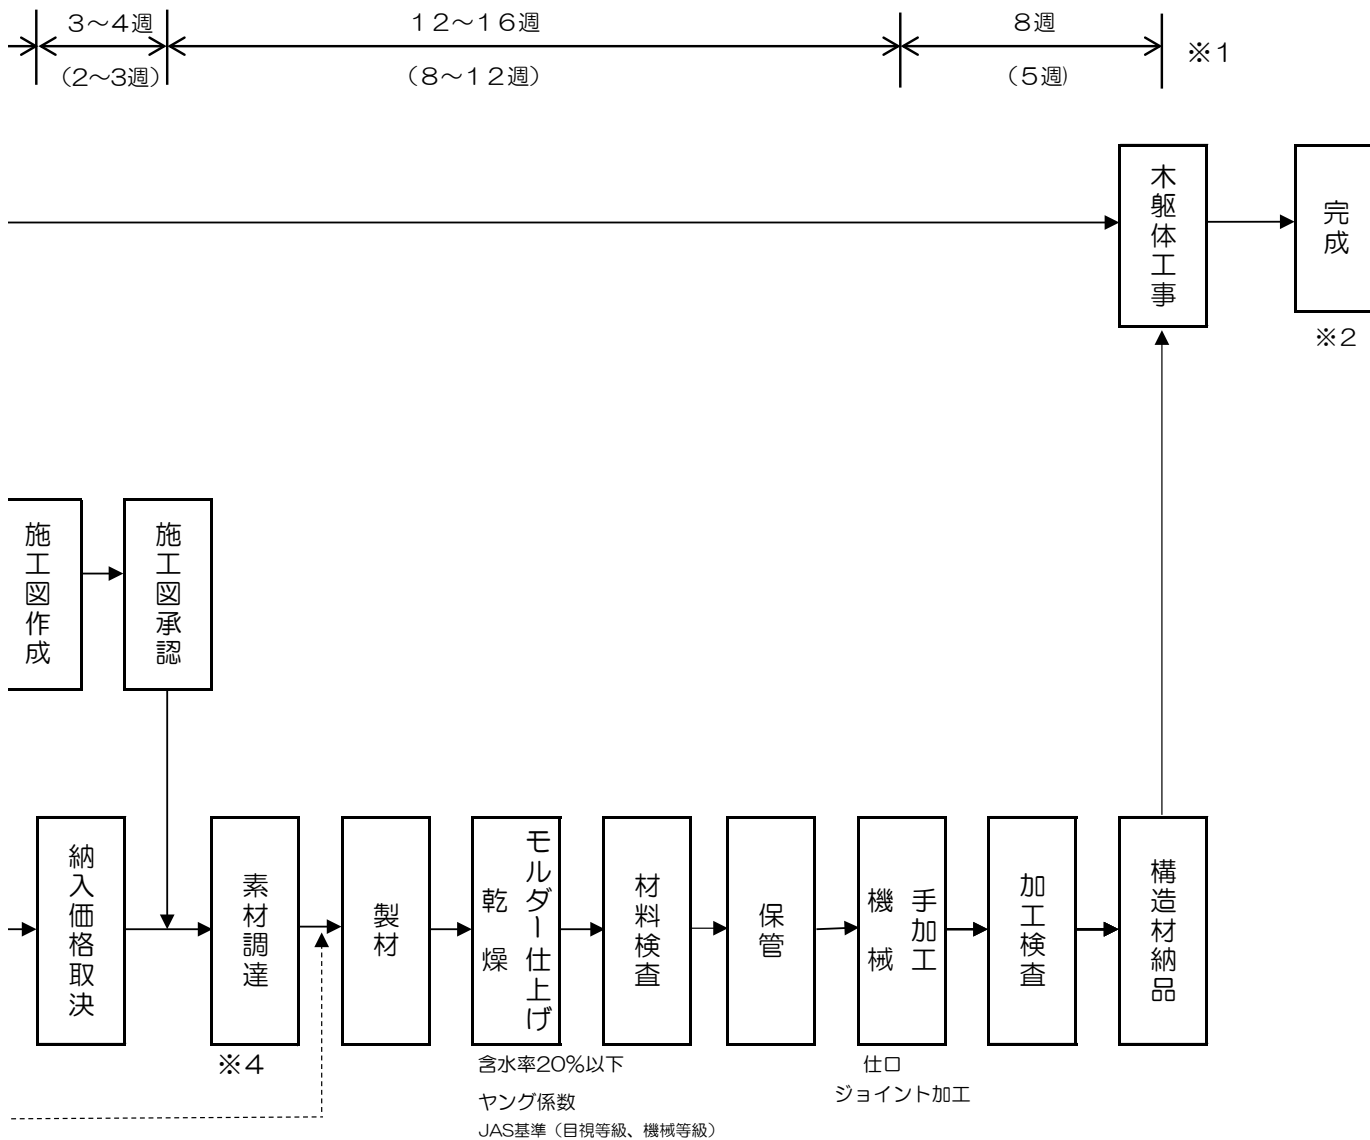 3～4週
１２～１６週
8週
※1
（2～3週）
（8～１２週）
（5週）
木躯体工事
完成
※2
施工図作成
施工図承認
納入価格取決
素材調達
製材
モルダー仕上げ
乾燥
材料検査
保管
手加工
機械
加工検査
構造材納品
※4
含水率20%以下
仕口
ヤング係数
ジョイント加工
JAS基準（目視等級、機械等級）